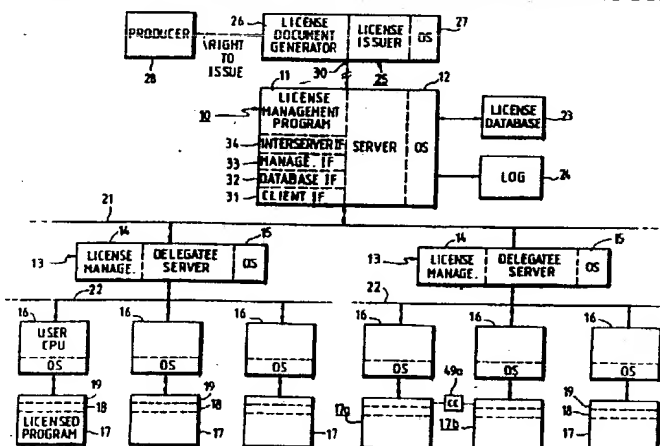 26
LICENSE
DOCUMENT
GENERATOR
LICENSE
ISSUER
OS
27
PRODUCER
28
RIGHT
TO
ISSUE
30
25
11
12
10
LICENSE
MANAGEMENT
PROGRAM
SERVER
OS
34
INTERSERVER IF
33
MANAGE. IF
32
DATABASE IF
31
CLIENT IF
LICENSE
DATABASE
23
LOG
24
21
14
15
13
LICENSE
MANAGE.
DELEGATEE
SERVER
OS
14
15
13
LICENSE
MANAGE.
DELEGATEE
SERVER
OS
22
22
16
USER
CPU
OS
16
OS
16
OS
16
OS
16
OS
16
OS
19
18
LICENSED
PROGRAM
17
19
18
17
17
17a
49a
CC
17b
19
18
17